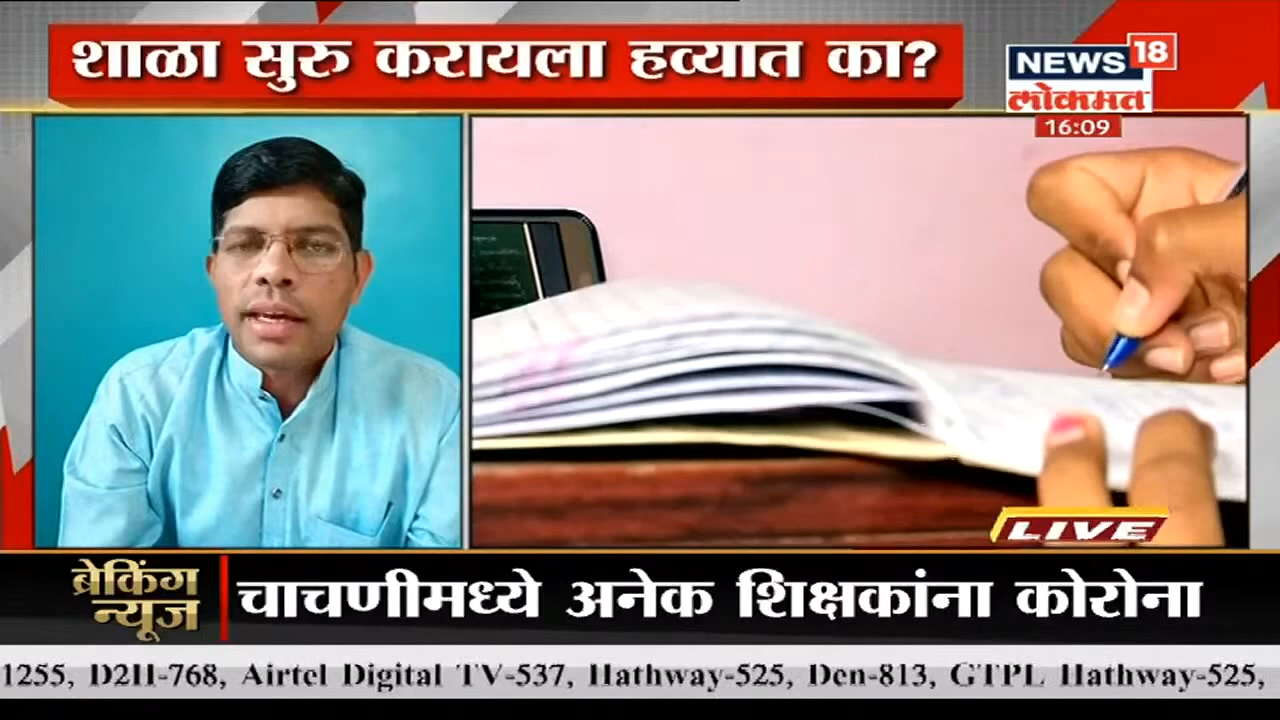 शाळा सुरु करायला हव्यात का?
NEWS 18
लोकमत
16:09
LIVE
ब्रेकिंग न्यूज
चाचणीमध्ये अनेक शिक्षकांना कोरोना
1255, D2H-768, Airtel Digital TV-537, Hathway-525, Den-813, GTPL Hathway-525,